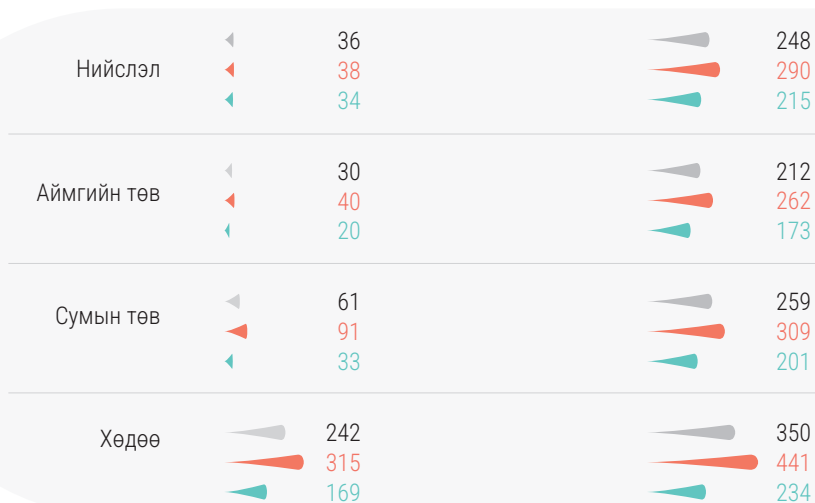 36 248
Нийслэл 38 290
34 215
30 212
Аймгийн төв 40 262
20 173
61 259
Сумын төв 91 309
33 201
Хөдөө 242 350
315 441
169 234